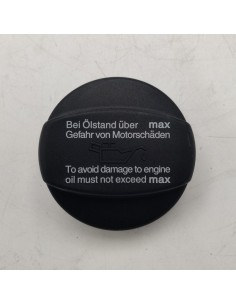 Bei Ölstand über max
Gefahr von Motorschäden
To avoid damage to engine
oil must not exceed max